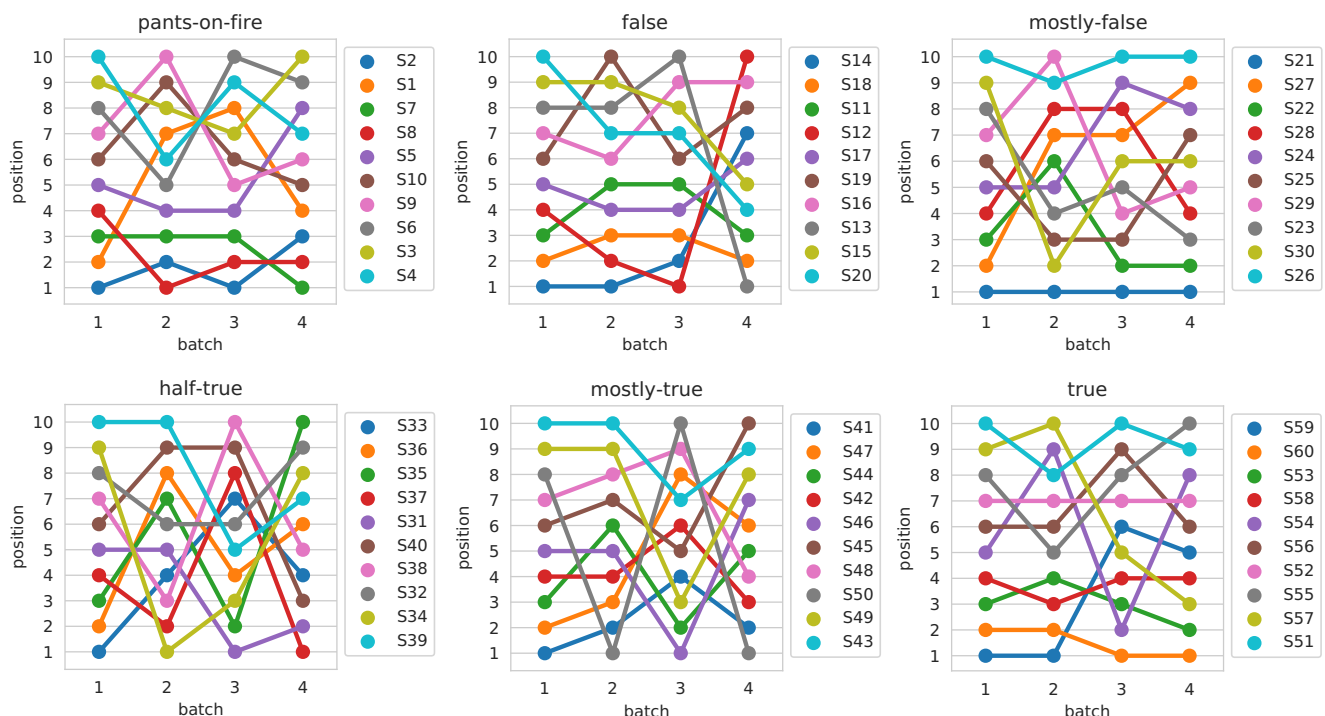 pants-on-fire
10
9
8
7
6
5
4
3
2
1
position
1 2 3 4
batch
S2
S1
S7
S8
S5
S10
S9
S6
S3
S4
false
10
9
8
7
6
5
4
3
2
1
position
1 2 3 4
batch
S14
S18
S11
S12
S17
S19
S16
S13
S15
S20
mostly-false
10
9
8
7
6
5
4
3
2
1
position
1 2 3 4
batch
S21
S27
S22
S28
S24
S25
S29
S23
S30
S26
half-true
10
9
8
7
6
5
4
3
2
1
position
1 2 3 4
batch
S33
S36
S35
S37
S31
S40
S38
S32
S34
S39
mostly-true
10
9
8
7
6
5
4
3
2
1
position
1 2 3 4
batch
S41
S47
S44
S42
S46
S45
S48
S50
S49
S43
true
10
9
8
7
6
5
4
3
2
1
position
1 2 3 4
batch
S59
S60
S53
S58
S54
S56
S52
S55
S57
S51